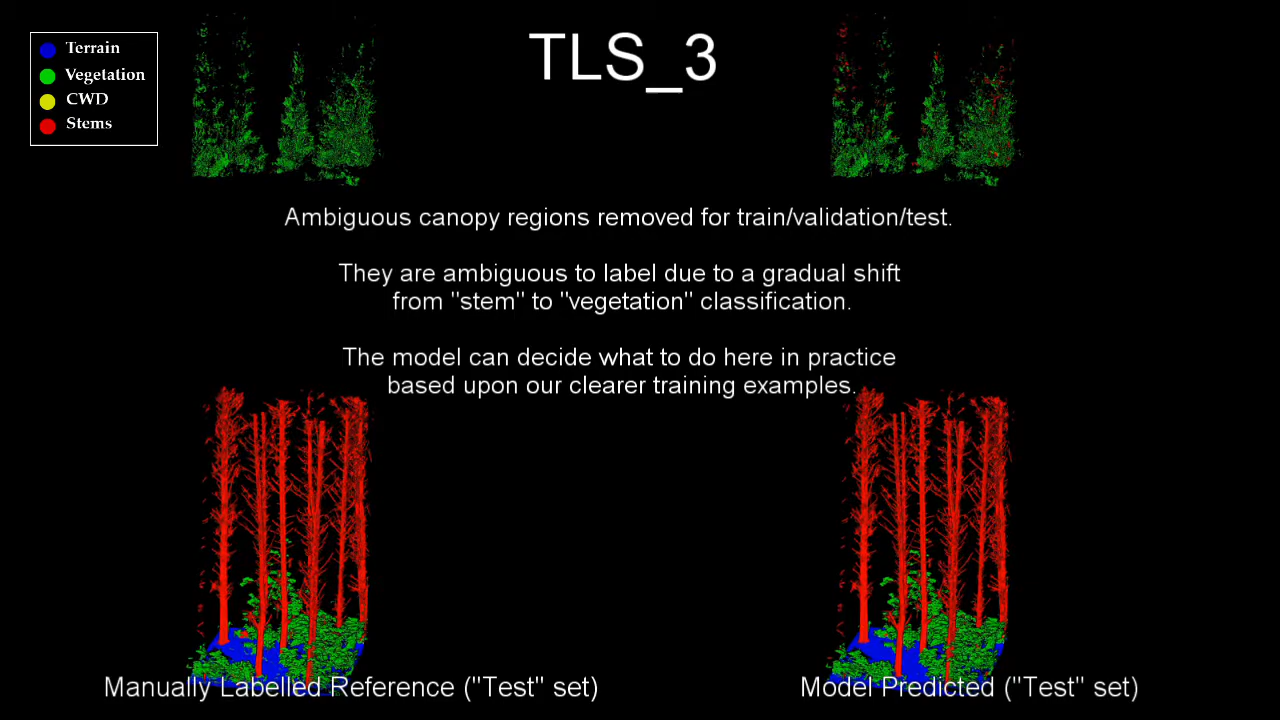 TLS_3
Terrain
Vegetation
CWD
Stems
Ambiguous canopy regions removed for train/validation/test.
They are ambiguous to label due to a gradual shift
from "stem" to "vegetation" classification.
The model can decide what to do here in practice
based upon our clearer training examples.
Manually Labelled Reference ("Test" set)
Model Predicted ("Test" set)